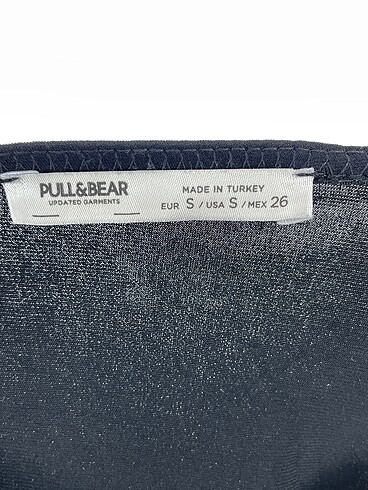 PULL&BEAR
UPDATED GARMENTS
MADE IN TURKEY
EUR S / USA S / MEX 26